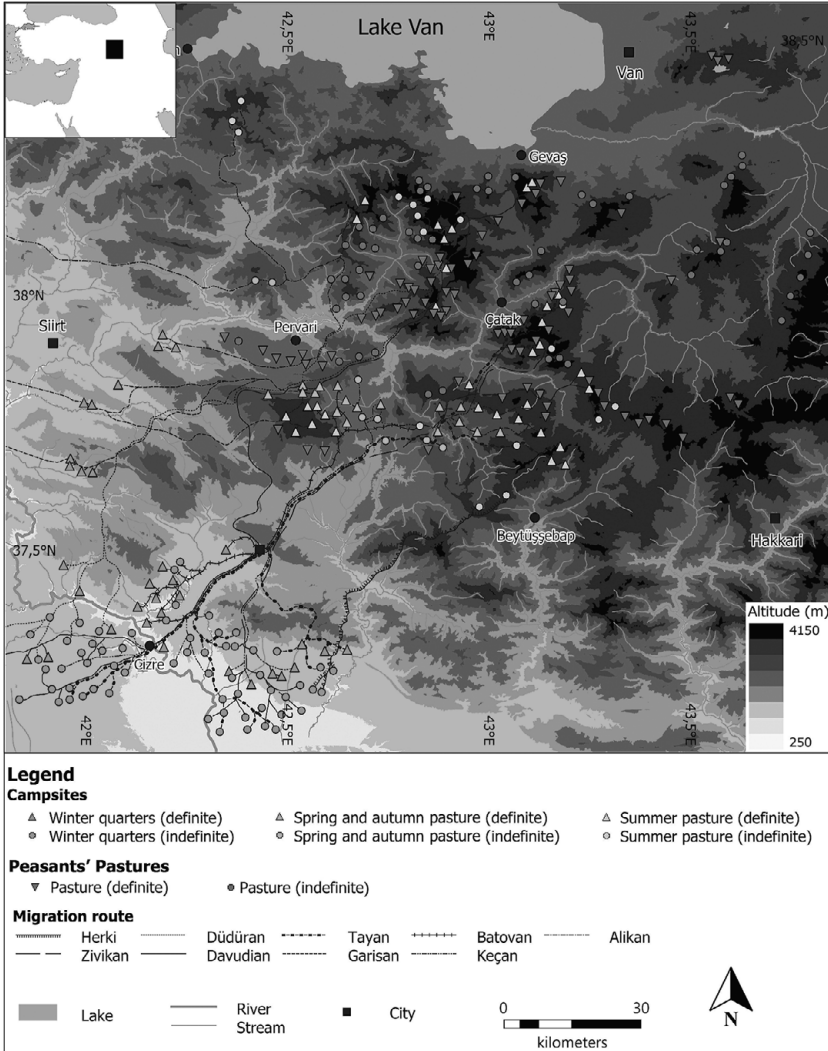 42,5°E
Lake Van
43°E
43,5°E
38,5°N
Van
Gevaş
38°N
Siirt
Pervari
Çatak
37,5°N
Beytüşşebap
Hakkari
Cizre
42°E
42,5°E
43°E
43,5°E
Altitude (m)
4150
250
Legend
Campsites
Winter quarters (definite) Spring and autumn pasture (definite) Summer pasture (definite)
Winter quarters (indefinite) Spring and autumn pasture (indefinite) Summer pasture (indefinite)
Peasants' Pastures
Pasture (definite) Pasture (indefinite)
Migration route
Herki Düdüran Tayan Batovan Alikan
Zivikan Davudian Garisan Keçan
Lake River City 0 30
Stream kilometers N